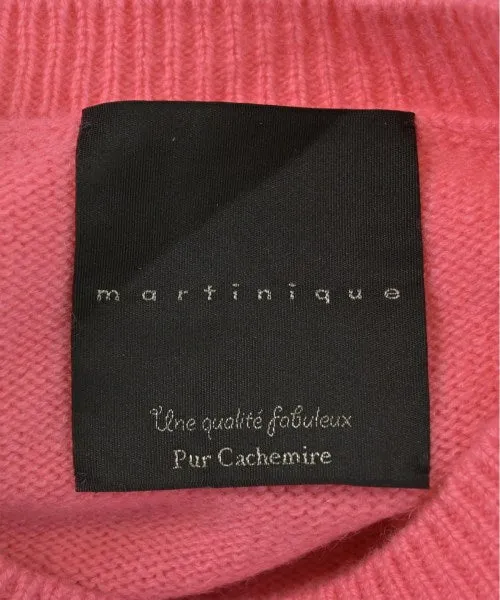 martinique
Une qualité fabuleux
Pur Cachemire